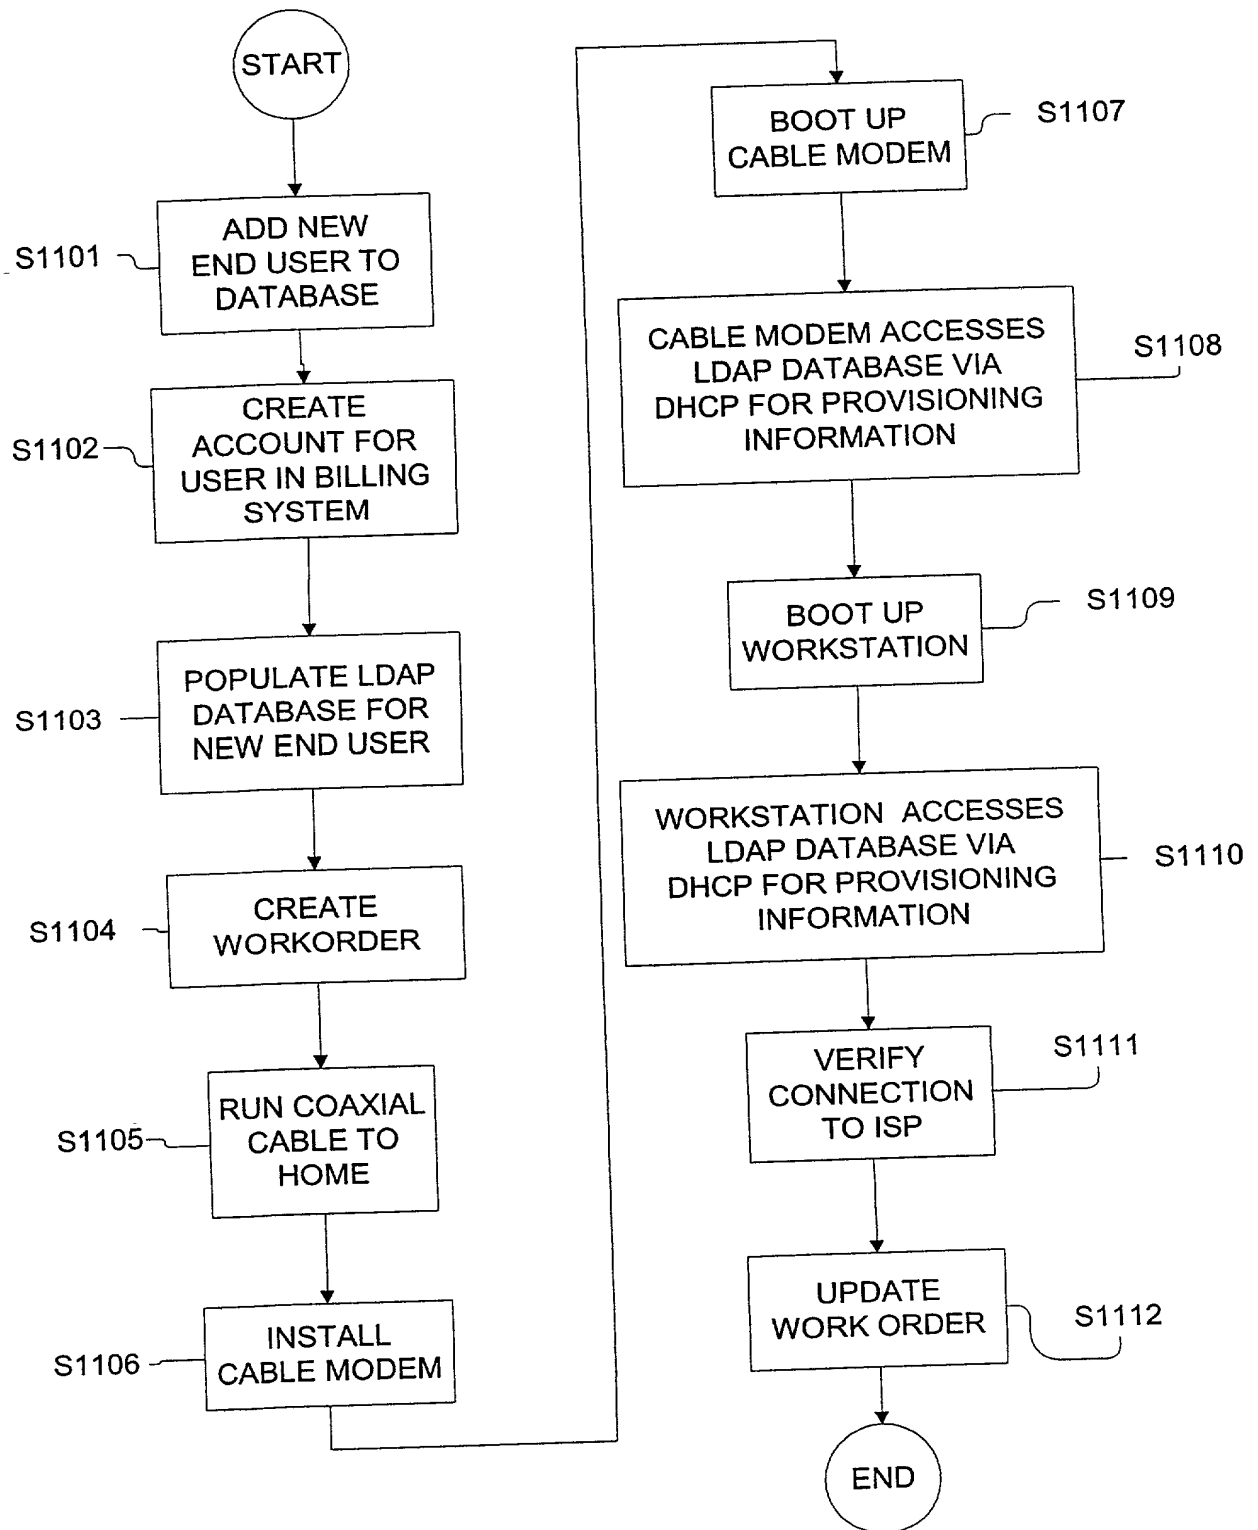 START
S1101
ADD NEW
END USER TO
DATABASE
S1102
CREATE
ACCOUNT FOR
USER IN BILLING
SYSTEM
S1103
POPULATE LDAP
DATABASE FOR
NEW END USER
S1104
CREATE
WORKORDER
S1105
RUN COAXIAL
CABLE TO
HOME
S1106
INSTALL
CABLE MODEM
BOOT UP
CABLE MODEM
S1107
CABLE MODEM ACCESSES
LDAP DATABASE VIA
DHCP FOR PROVISIONING
INFORMATION
S1108
BOOT UP
WORKSTATION
S1109
WORKSTATION ACCESSES
LDAP DATABASE VIA
DHCP FOR PROVISIONING
INFORMATION
S1110
VERIFY
CONNECTION
TO ISP
S1111
UPDATE
WORK ORDER
S1112
END